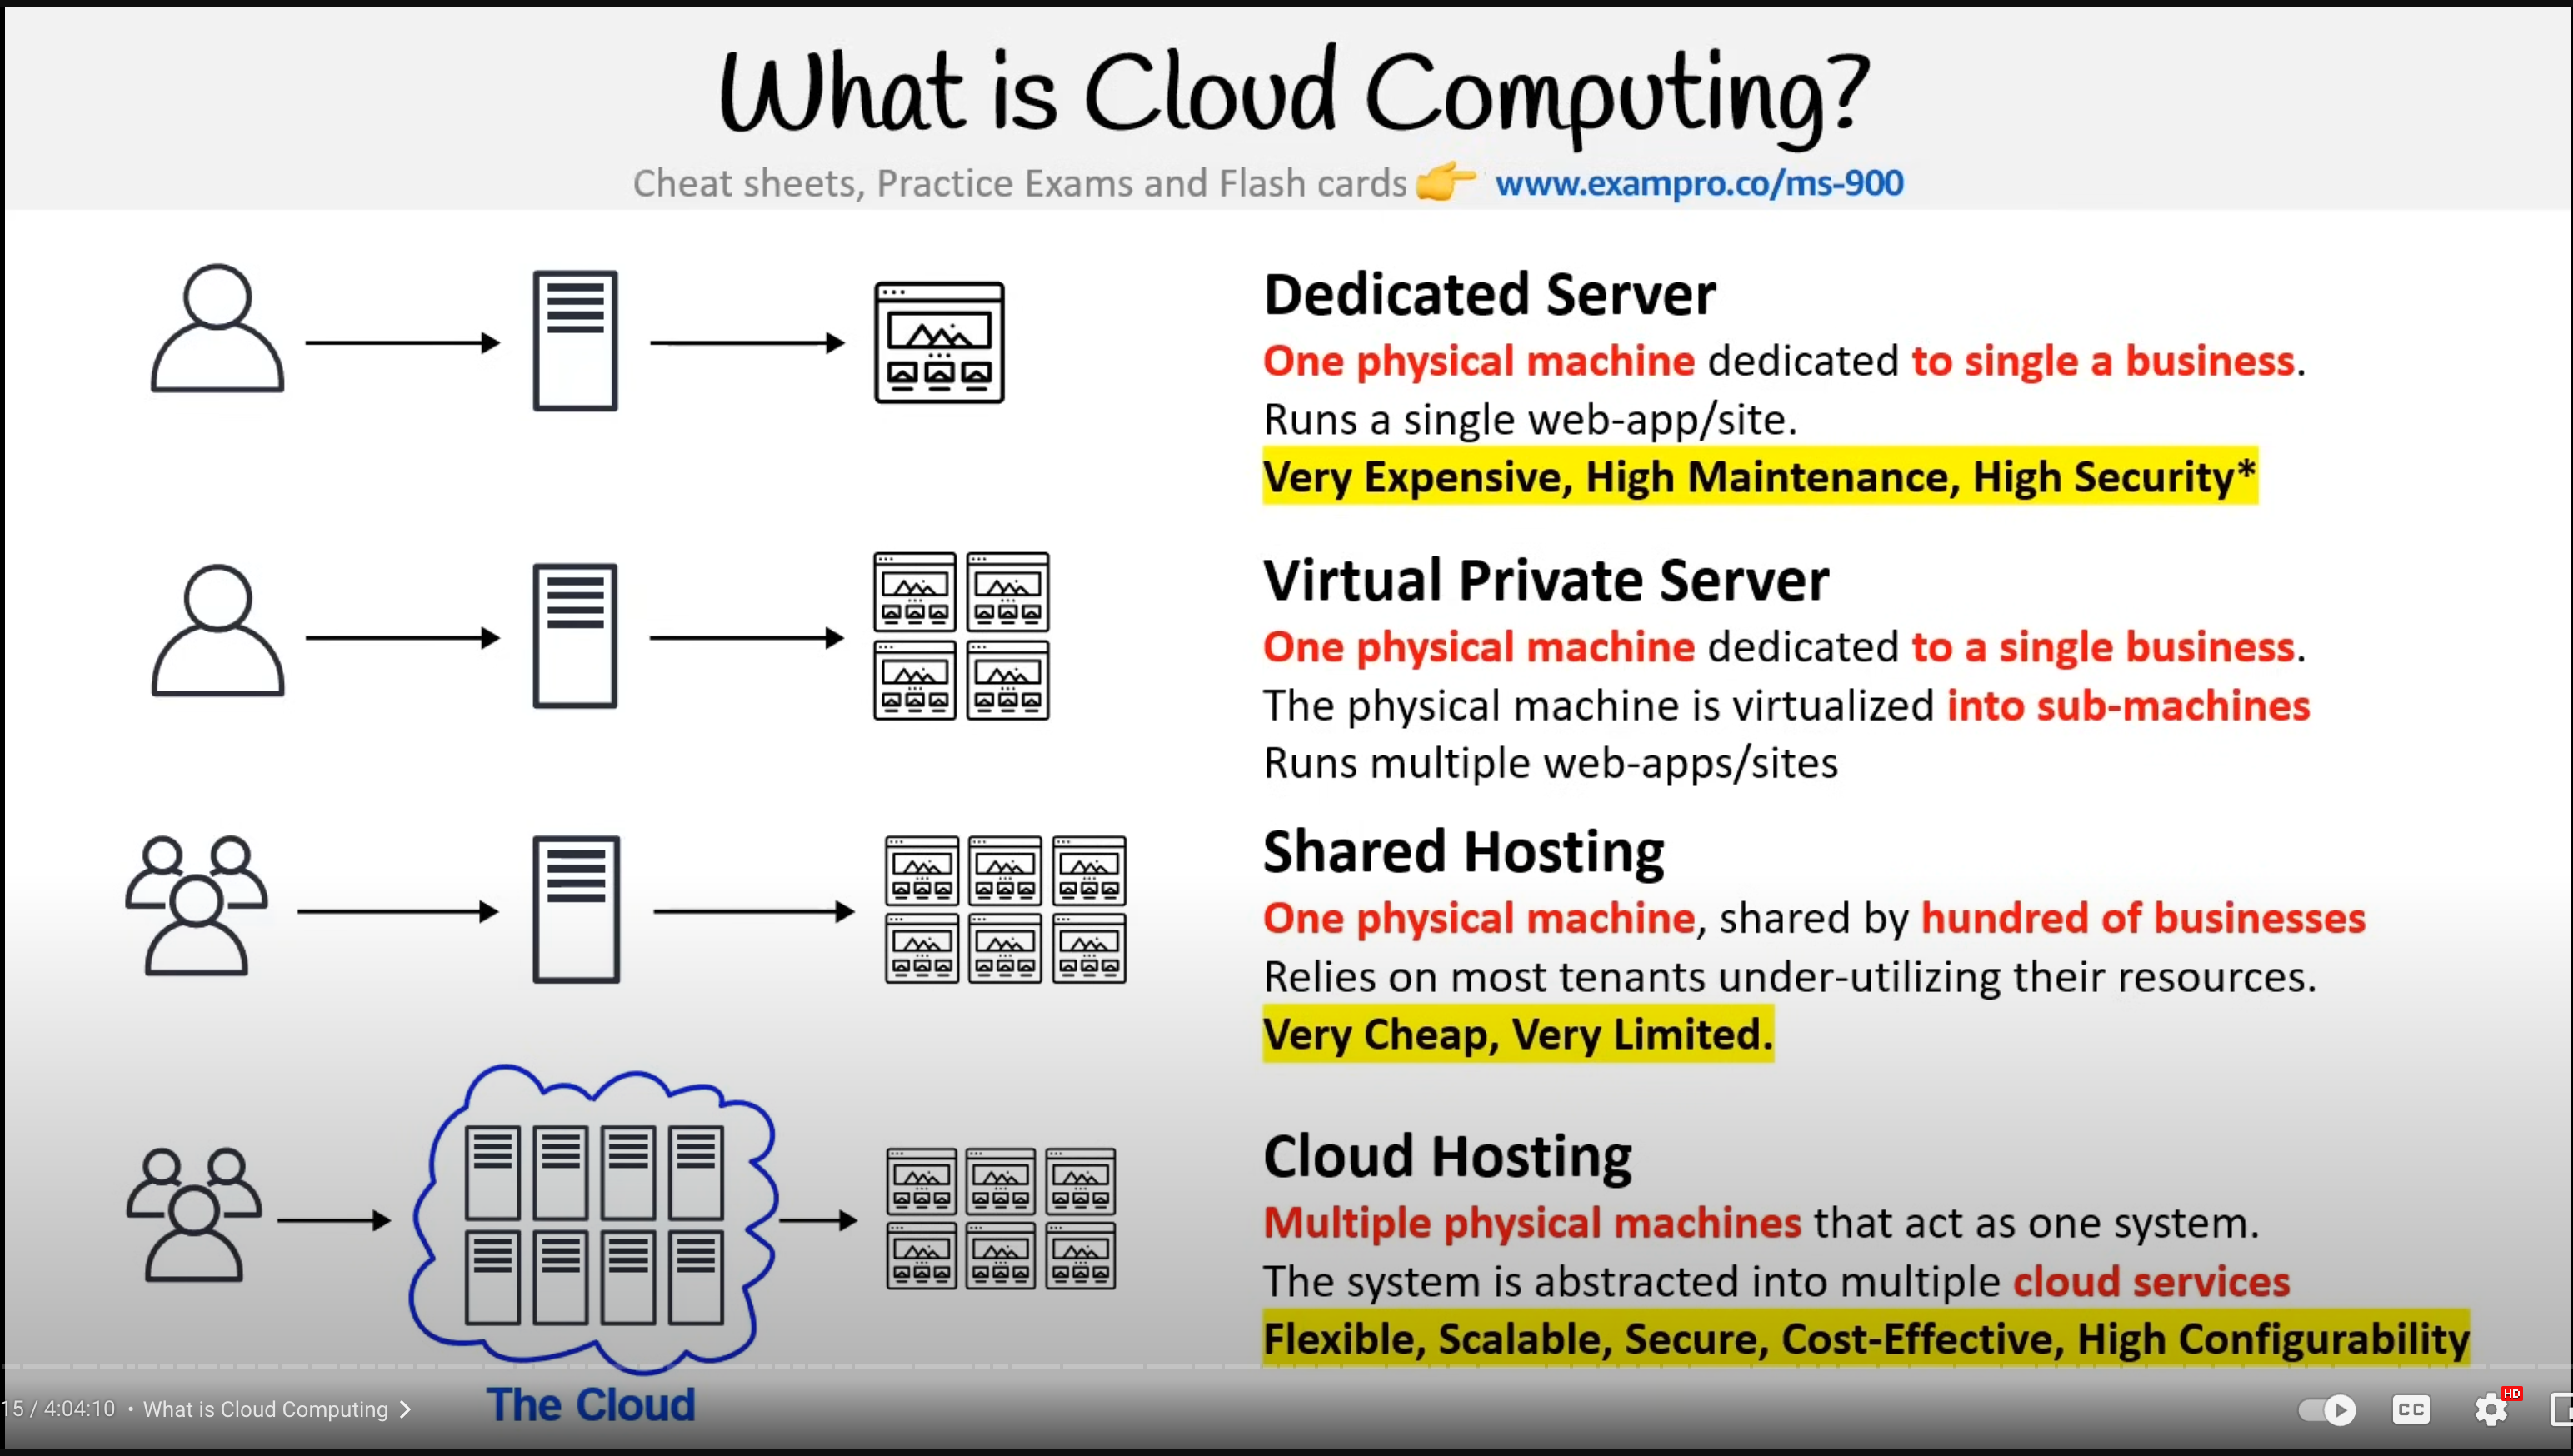 What is Cloud Computing?
Cheat sheets, Practice Exams and Flash cards 👉 www.exampro.co/ms-900
Dedicated Server
One physical machine dedicated to single a business.
Runs a single web-app/site.
Very Expensive, High Maintenance, High Security*
Virtual Private Server
One physical machine dedicated to a single business.
The physical machine is virtualized into sub-machines
Runs multiple web-apps/sites
Shared Hosting
One physical machine, shared by hundred of businesses
Relies on most tenants under-utilizing their resources.
Very Cheap, Very Limited.
Cloud Hosting
Multiple physical machines that act as one system.
The system is abstracted into multiple cloud services
Flexible, Scalable, Secure, Cost-Effective, High Configurability
The Cloud
15 / 4:04:10 • What is Cloud Computing
CC
HD